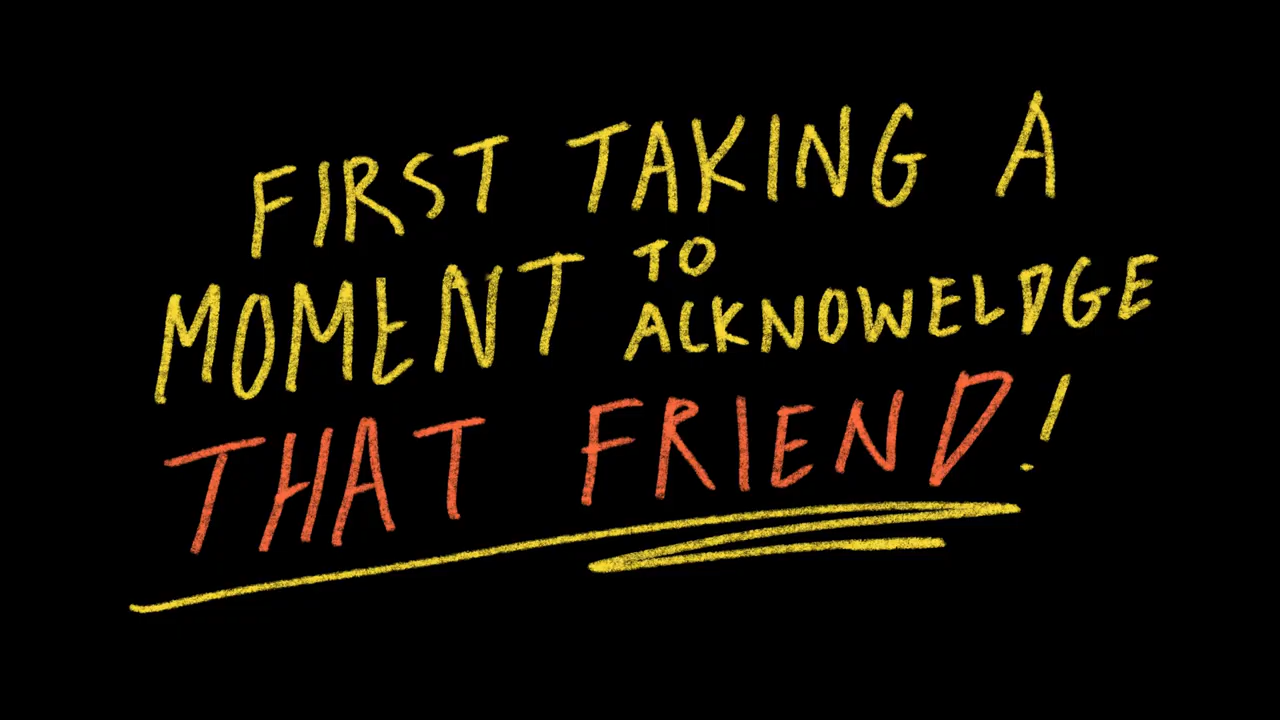 FIRST TAKING A
MOMENT TO
ACKNOWELDGE
THAT FRIEND!